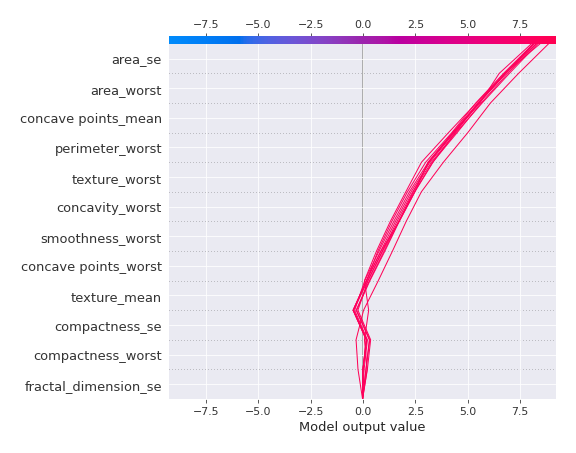 −7.5 −5.0 −2.5 0.0 2.5 5.0 7.5
area_se
area_worst
concave points_mean
perimeter_worst
texture_worst
concavity_worst
smoothness_worst
concave points_worst
texture_mean
compactness_se
compactness_worst
fractal_dimension_se
−7.5 −5.0 −2.5 0.0 2.5 5.0 7.5
Model output value